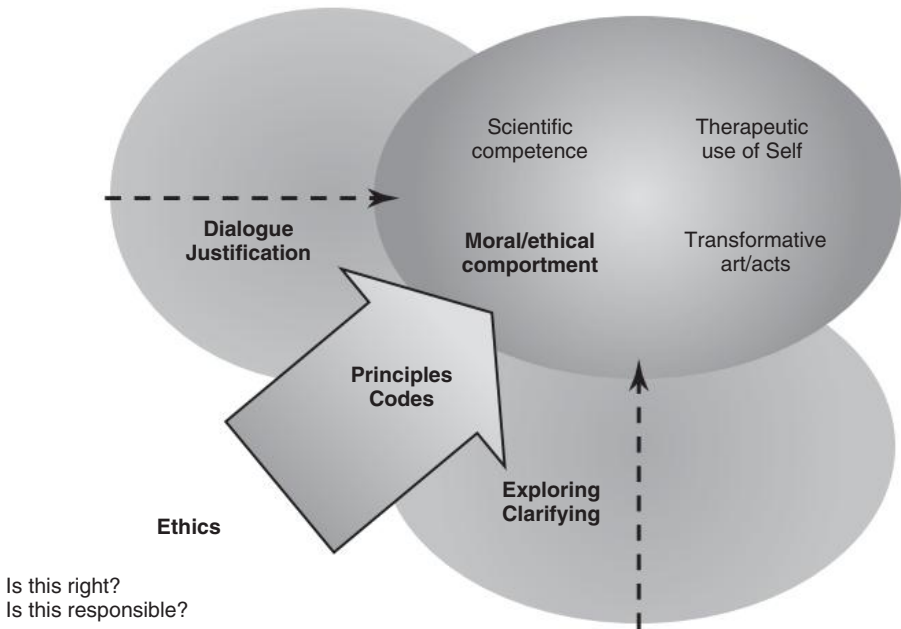 Scientific
competence
Therapeutic
use of Self
Dialogue
Justification
Moral/ethical
comportment
Transformative
art/acts
Principles
Codes
Exploring
Clarifying
Ethics
Is this right?
Is this responsible?